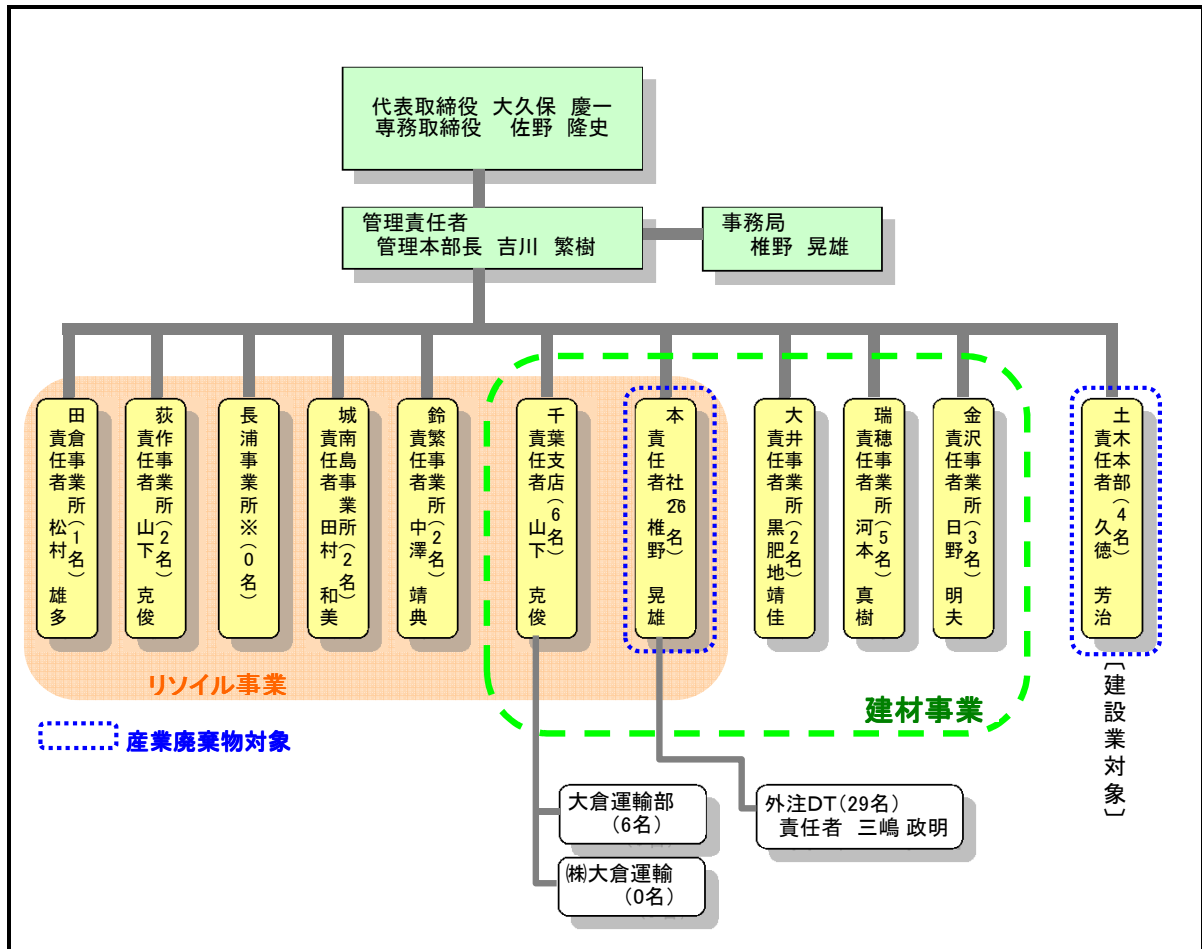 代表取締役 大久保 慶一
専務取締役 佐野 隆史
管理責任者
管理本部長 吉川 繁樹
事務局
椎野 晃雄
田倉事業所(1名)
責任者 松村 雄多
荻作事業所(2名)
責任者 山下 克俊
長浦事業所※(0名)
城南島事業所(2名)
責任者 田村 和美
鈴繁事業所(2名)
責任者 中澤 靖典
千葉支店(6名)
責任者 山下 克俊
本 社(26名)
責任者 椎野 晃雄
大井事業所(2名)
責任者 黒肥地靖佳
瑞穂事業所(5名)
責任者 河本 真樹
金沢事業所(3名)
責任者 日野 明夫
土木本部(4名)
責任者 久徳 芳治
リソイル事業
建材事業
〔建設業対象〕
産業廃棄物対象
大倉運輸部
(6名)
外注DT(29名)
責任者 三嶋 政明
㈱大倉運輸
(0名)